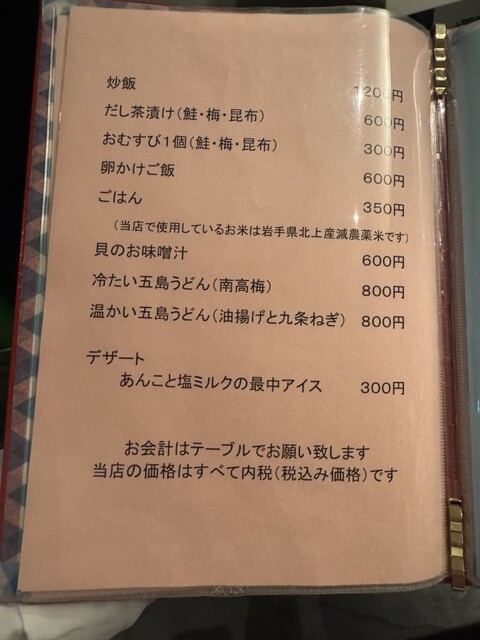 炒飯 1200円
だし茶漬け(鮭・梅・昆布) 600円
おむすび1個(鮭・梅・昆布) 300円
卵かけご飯 600円
ごはん 350円
(当店で使用しているお米は岩手県北上産減農薬米です)
貝のお味噌汁 600円
冷たい五島うどん(南高梅) 800円
温かい五島うどん(油揚げと九条ねぎ) 800円
デザート
あんこと塩ミルクの最中アイス 300円
お会計はテーブルでお願い致します
当店の価格はすべて内税(税込み価格)です